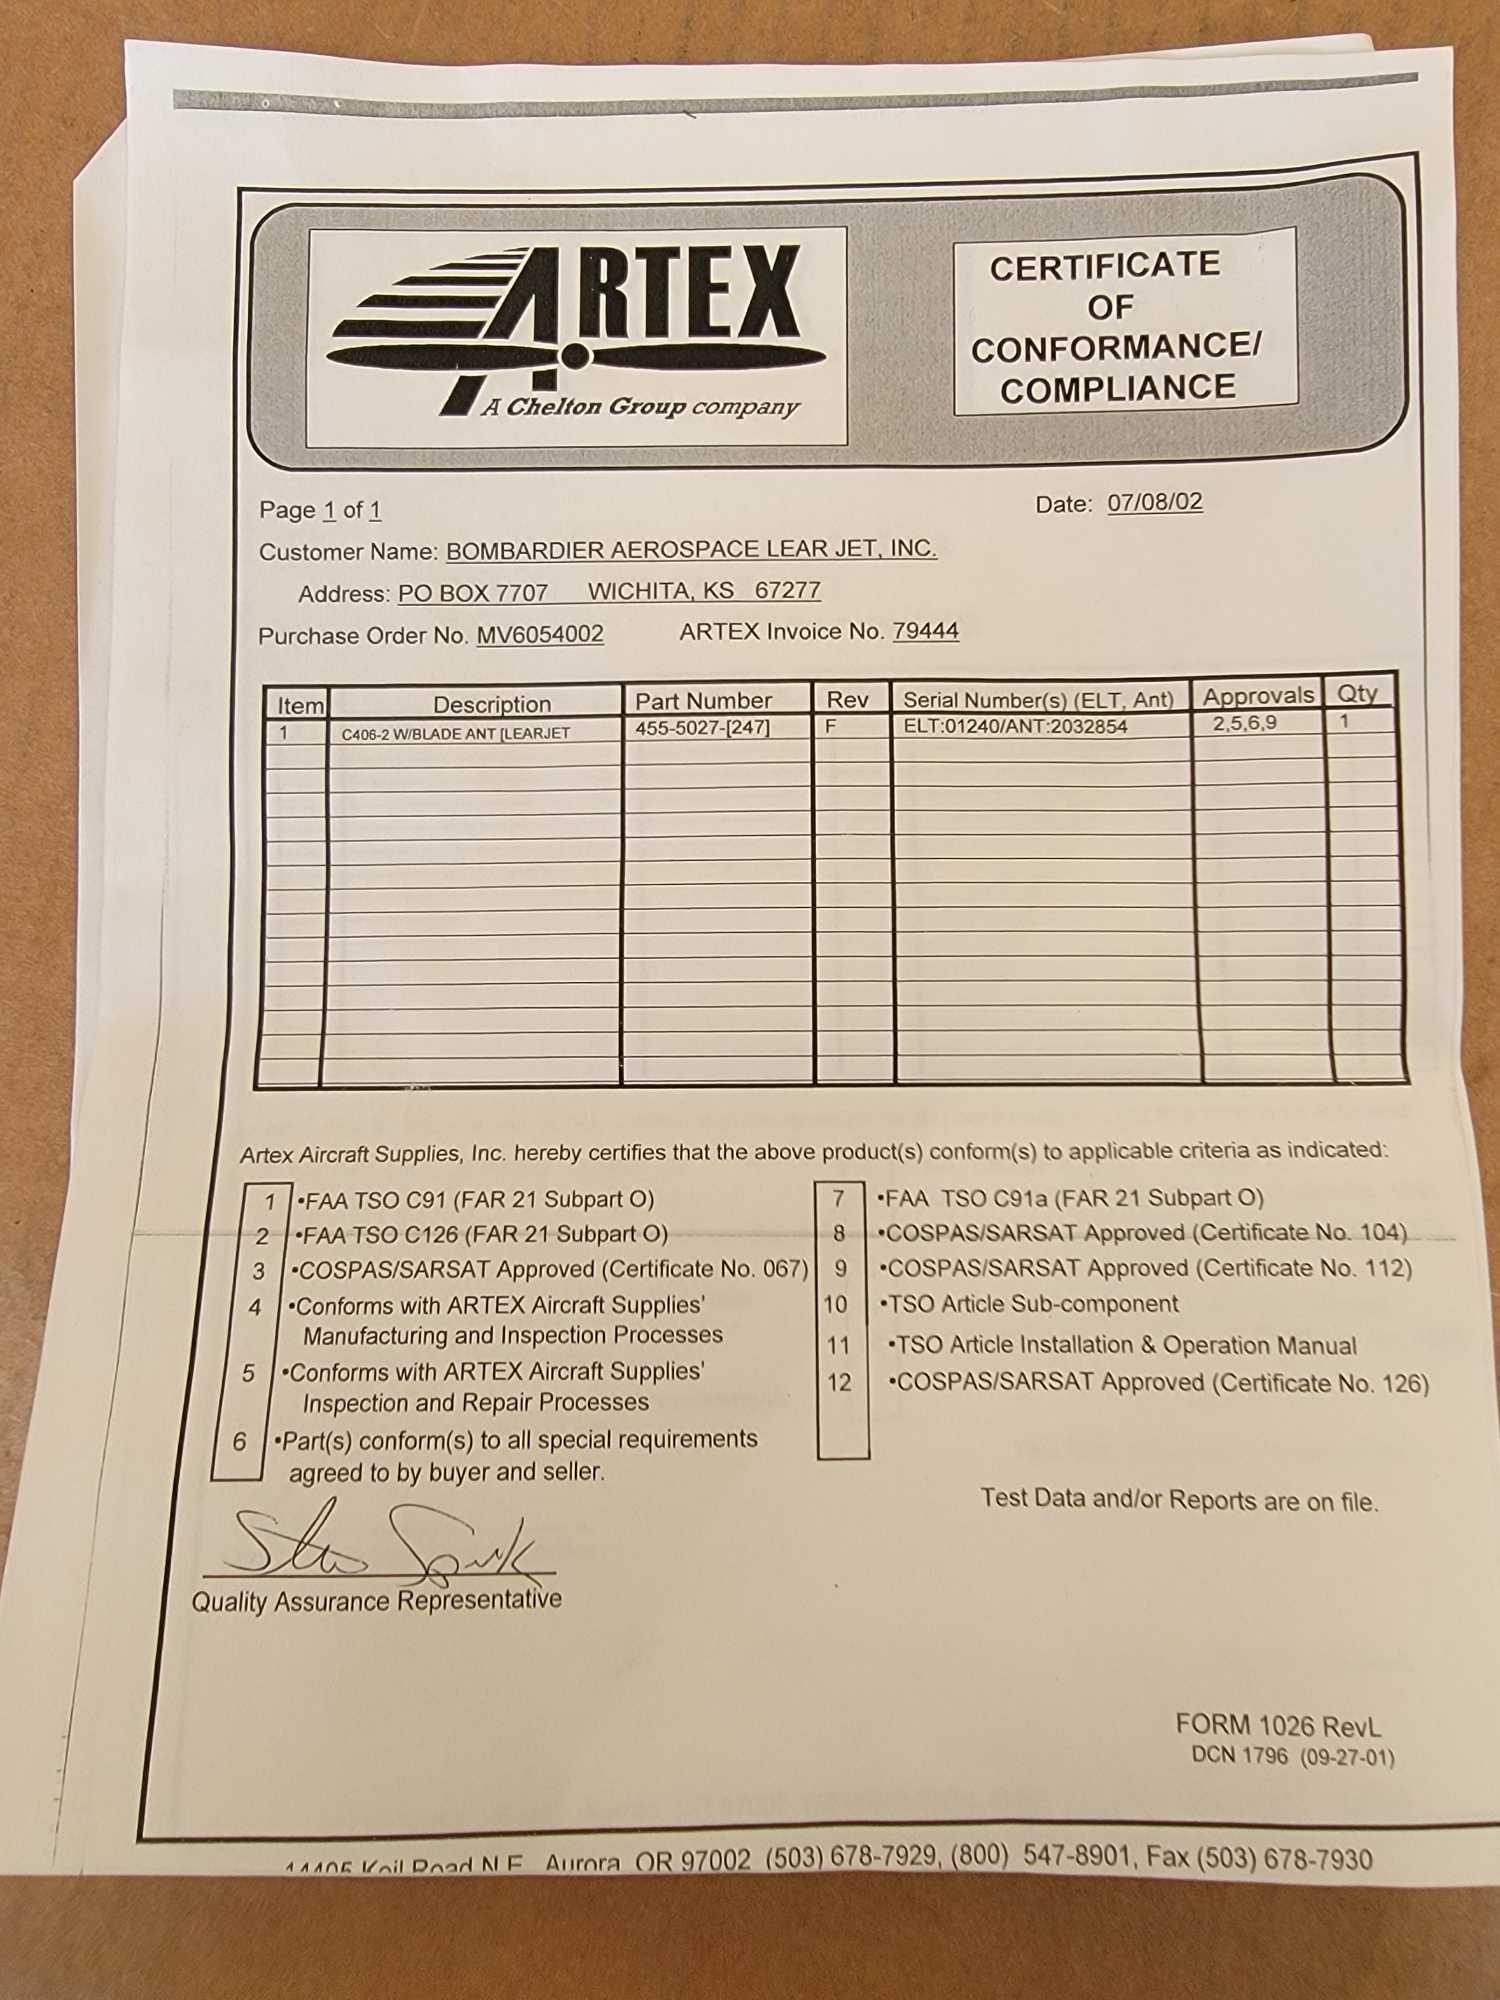 ARTEX
A Chelton Group company
CERTIFICATE
OF
CONFORMANCE/
COMPLIANCE
Page 1 of 1 Date: 07/08/02
Customer Name: BOMBARDIER AEROSPACE LEAR JET, INC.
Address: PO BOX 7707 WICHITA, KS 67277
Purchase Order No. MV6054002 ARTEX Invoice No. 79444
Item Description Part Number Rev Serial Number(s) (ELT, Ant) Approvals Qty
1 C406-2 W/BLADE ANT [LEARJET 455-5027-[247] F ELT:01240/ANT:2032854 2,5,6,9 1
Artex Aircraft Supplies, Inc. hereby certifies that the above product(s) conform(s) to applicable criteria as indicated:
1 •FAA TSO C91 (FAR 21 Subpart O)
2 •FAA TSO C126 (FAR 21 Subpart O)
3 •COSPAS/SARSAT Approved (Certificate No. 067)
4 •Conforms with ARTEX Aircraft Supplies'
Manufacturing and Inspection Processes
5 •Conforms with ARTEX Aircraft Supplies'
Inspection and Repair Processes
6 •Part(s) conform(s) to all special requirements
agreed to by buyer and seller.
7 •FAA TSO C91a (FAR 21 Subpart O)
8 •COSPAS/SARSAT Approved (Certificate No. 104)
9 •COSPAS/SARSAT Approved (Certificate No. 112)
10 •TSO Article Sub-component
11 •TSO Article Installation & Operation Manual
12 •COSPAS/SARSAT Approved (Certificate No. 126)
Test Data and/or Reports are on file.
Quality Assurance Representative
FORM 1026 RevL
DCN 1796 (09-27-01)
Road N.E. Aurora OR 97002 (503) 678-7929, (800) 547-8901, Fax (503) 678-7930